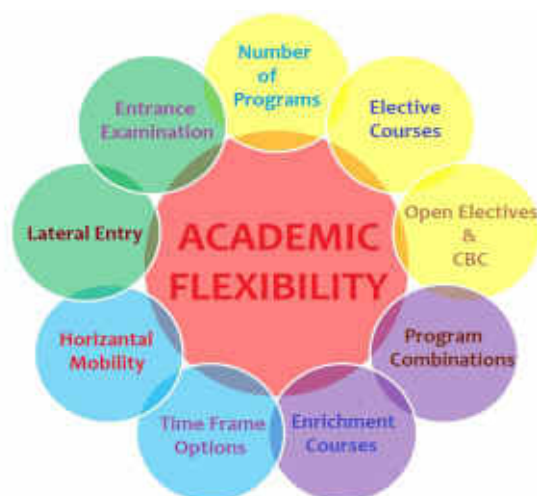 Number
of
Programs
Elective
Courses
Open Electives
&
CBC
Program
Combinations
Enrichment
Courses
Time Frame
Options
Horizantal
Mobility
Lateral Entry
Entrance
Examination
ACADEMIC
FLEXIBILITY